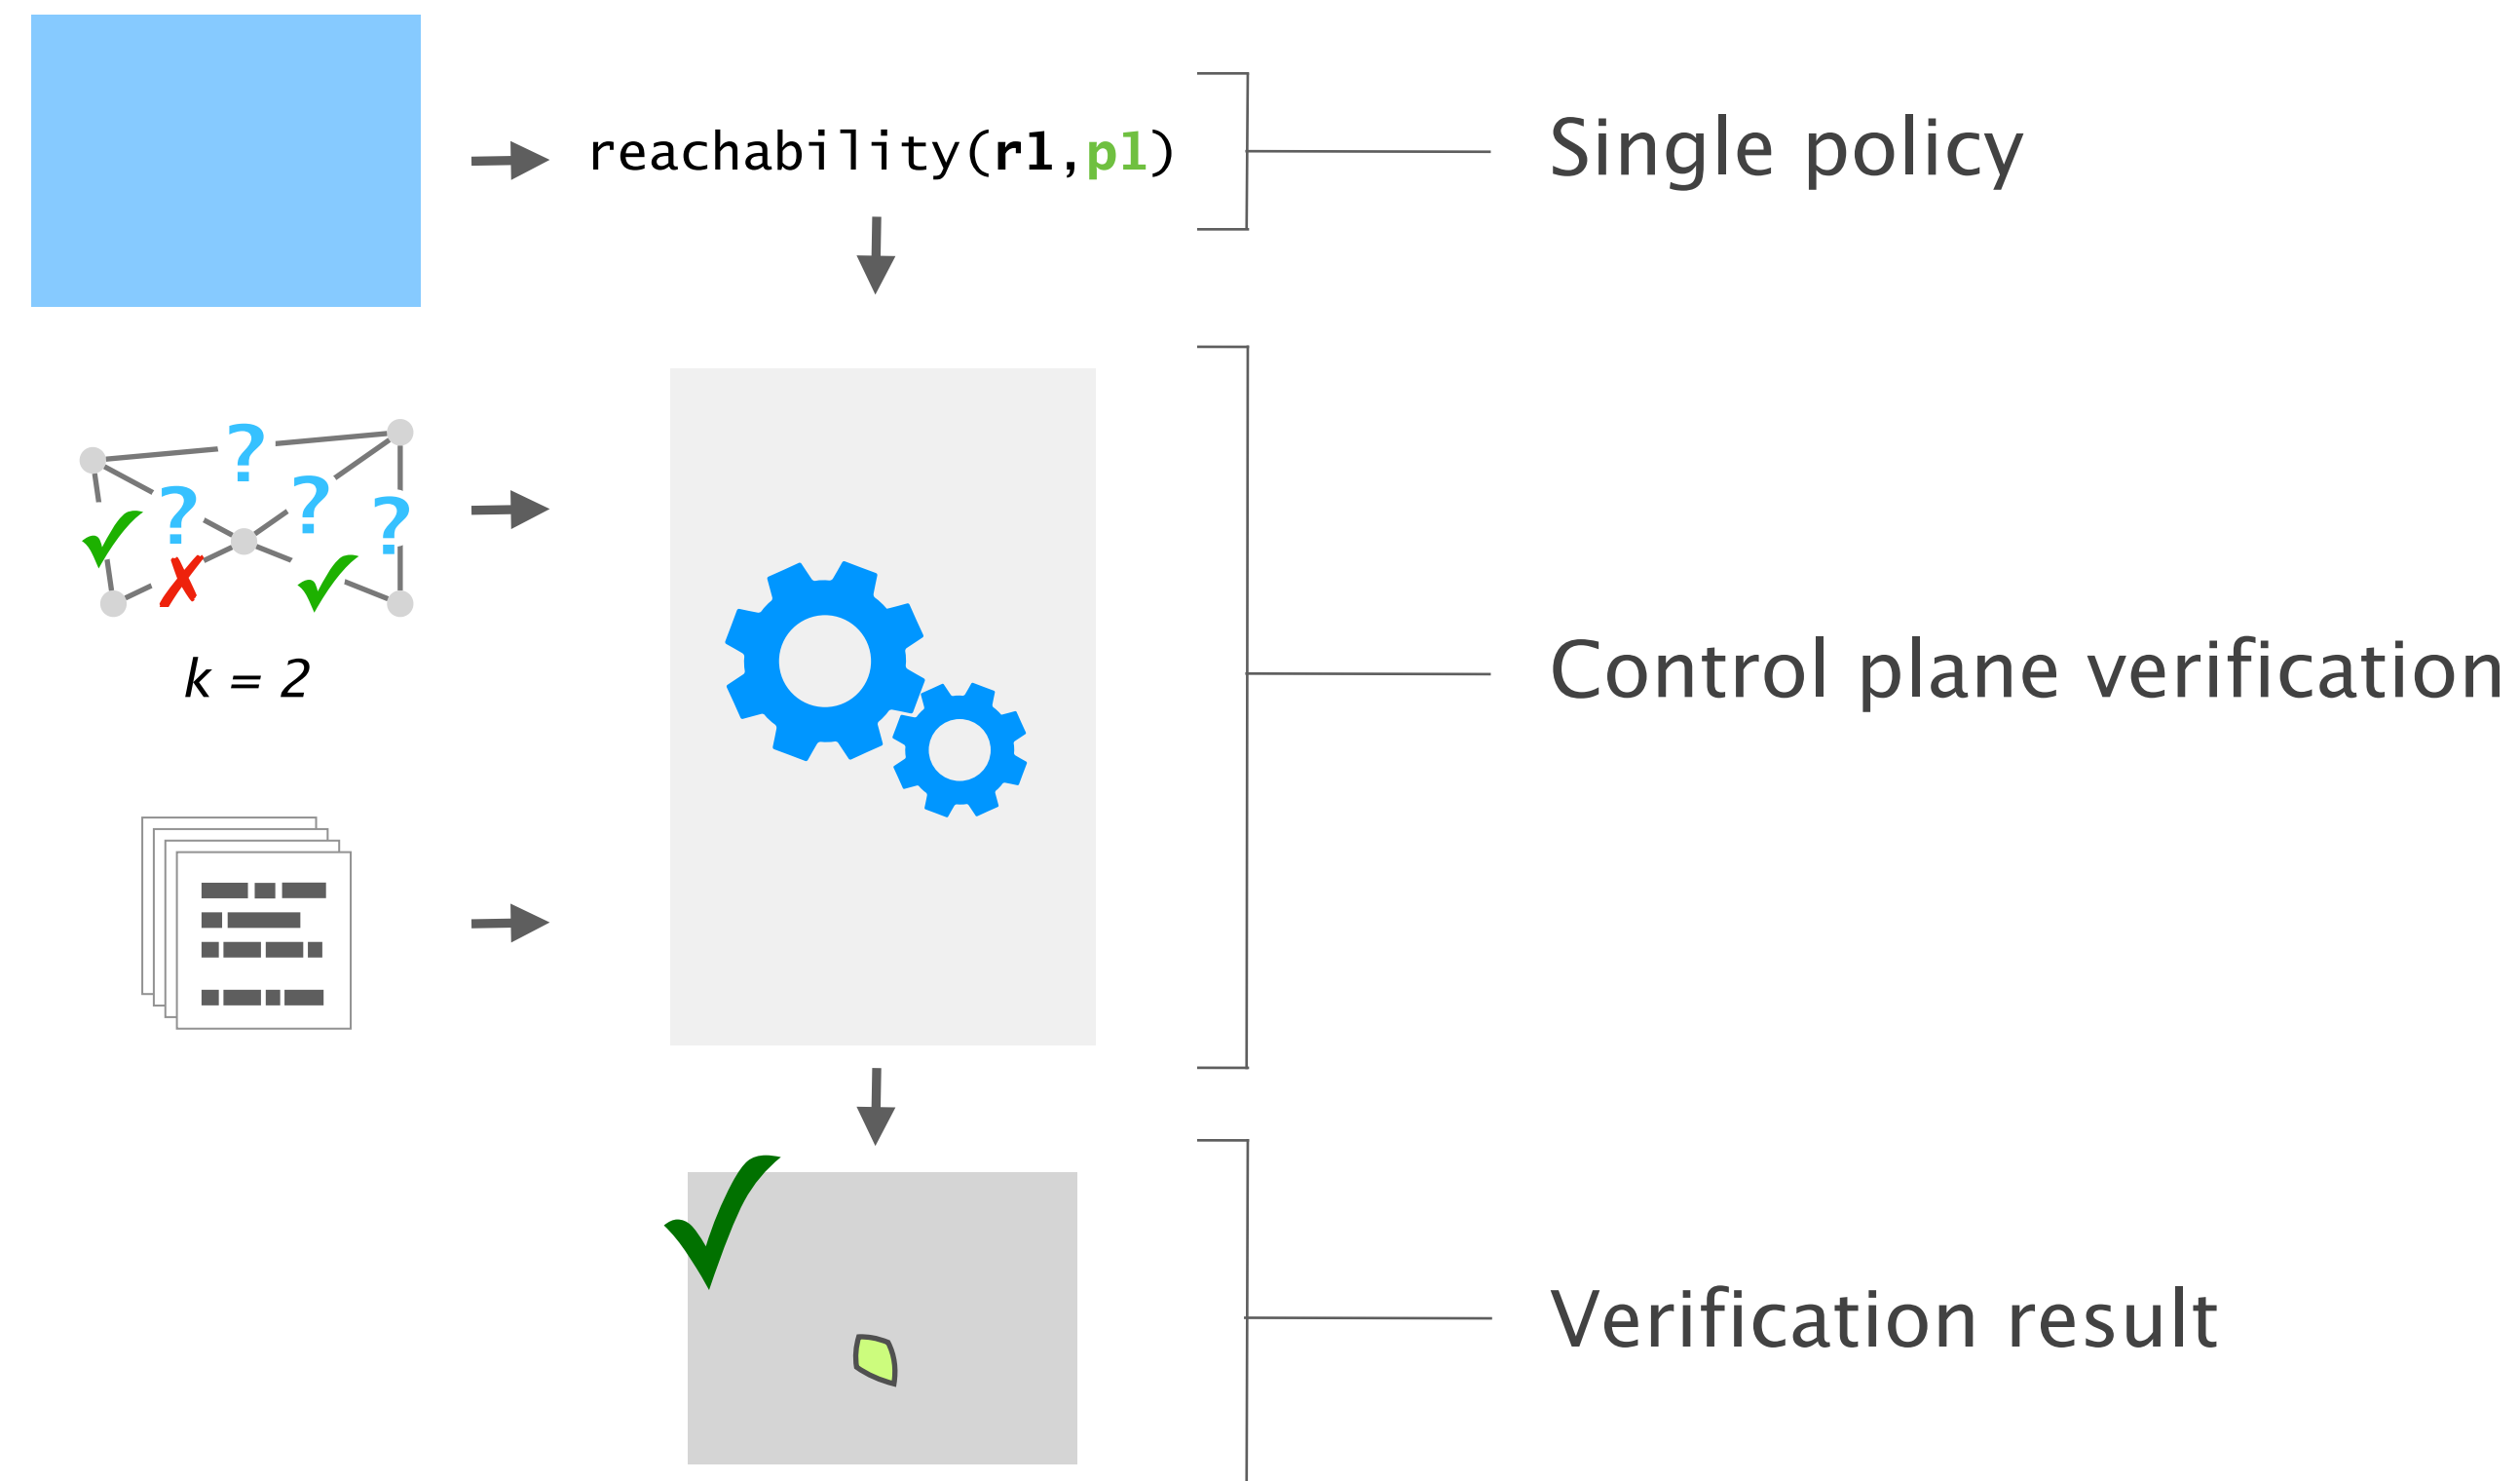 reachability(r1,p1)
Single policy
? ? ? ?
k = 2
Control plane verification
Verification result